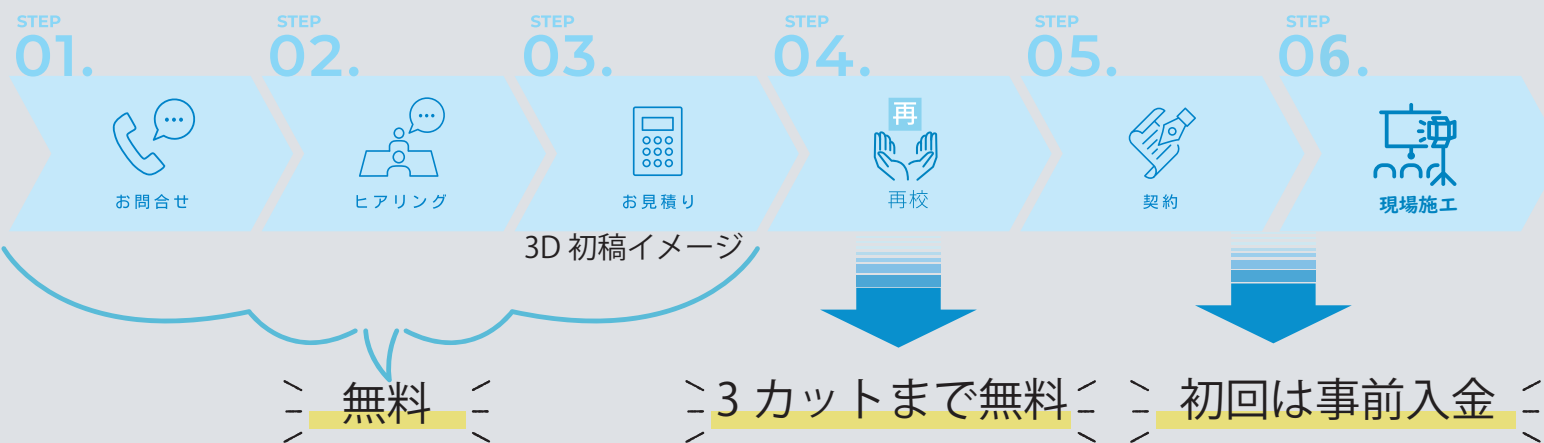 STEP
01.
お問合せ
STEP
02.
ヒアリング
STEP
03.
お見積り
3D 初稿イメージ
STEP
04.
再
再校
STEP
05.
契約
STEP
06.
現場施工
無料
3 カットまで無料
初回は事前入金